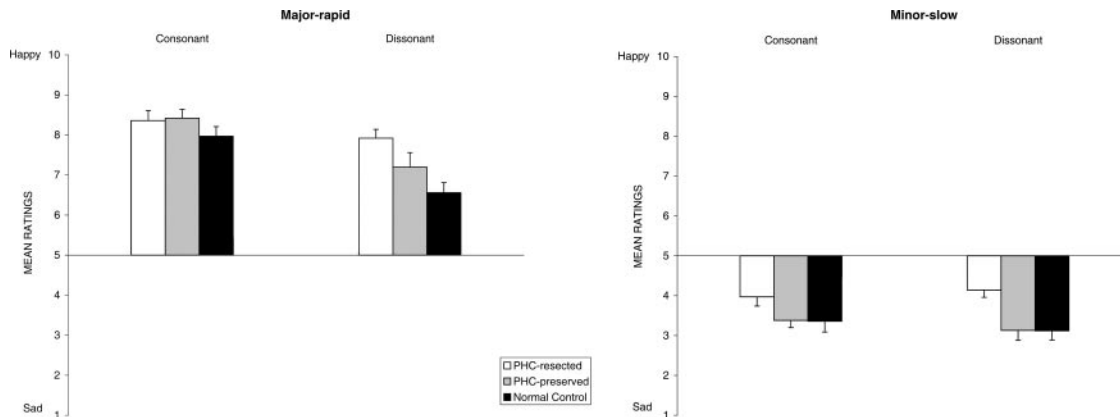 Major-rapid
Consonant
Dissonant
Happy
10
9
8
7
6
5
4
3
2
1
Sad
MEAN RATINGS
PHC-resected
PHC-preserved
Normal Control
Minor-slow
Consonant
Dissonant
Happy
10
9
8
7
6
5
4
3
2
1
Sad
MEAN RATINGS